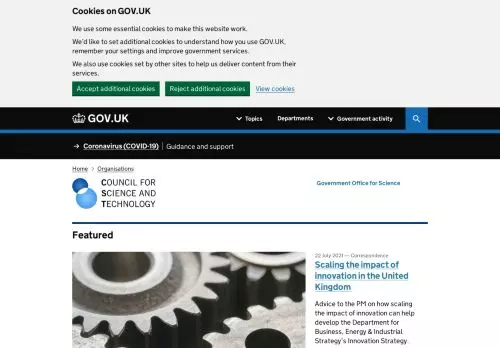 Cookies on GOV.UK
We use some essential cookies to make this website work.
We'd like to set additional cookies to understand how you use GOV.UK,
remember your settings and improve government services.
We also use cookies set by other sites to help us deliver content from their
services.
Accept additional cookies Reject additional cookies View cookies
GOV.UK Topics Departments Government activity
→ Coronavirus (COVID-19) Guidance and support
Home > Organisations
COUNCIL FOR
SCIENCE AND
TECHNOLOGY
Government Office for Science
Featured
22 July 2021 — Correspondence
Scaling the impact of
innovation in the United
Kingdom
Advice to the PM on how scaling
the impact of innovation can help
develop the Department for
Business, Energy & Industrial
Strategy's Innovation Strategy.